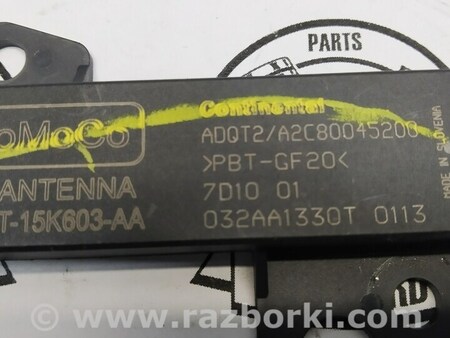 PARTS
Continental
oMoCo
ADQT2/A2C80045200
>PBT-GF20<
ANTENNA
7D10 01
T-15K603-AA
032AA1330T 0113
MADE IN SLOVENIA
© www.razborki.com